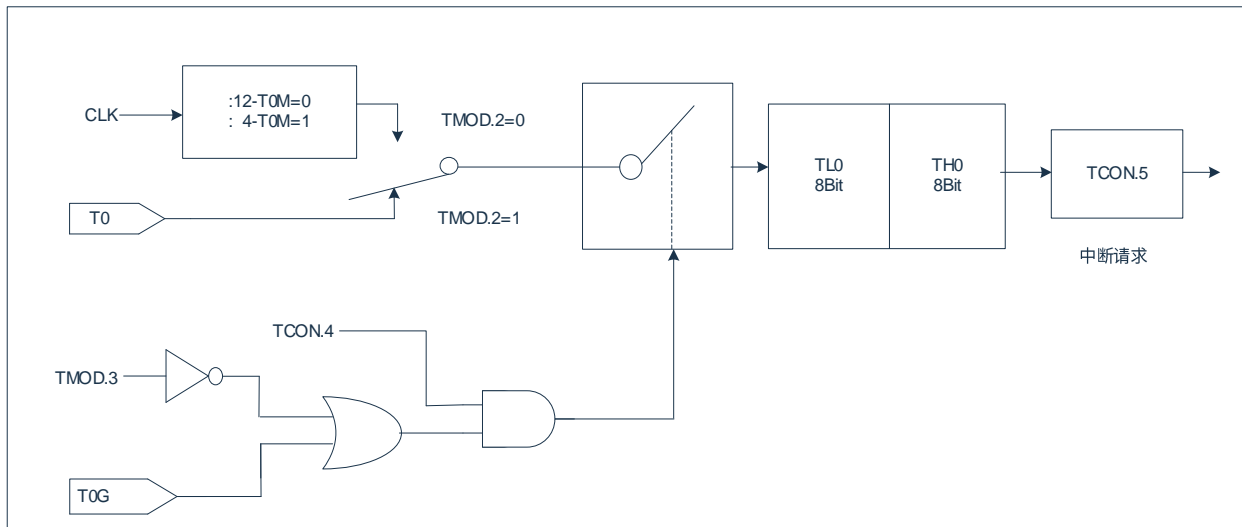 :12-T0M=0
: 4-T0M=1
CLK
TMOD.2=0
T0
TMOD.2=1
TL0
8Bit
TH0
8Bit
TCON.5
中断请求
TCON.4
TMOD.3
T0G